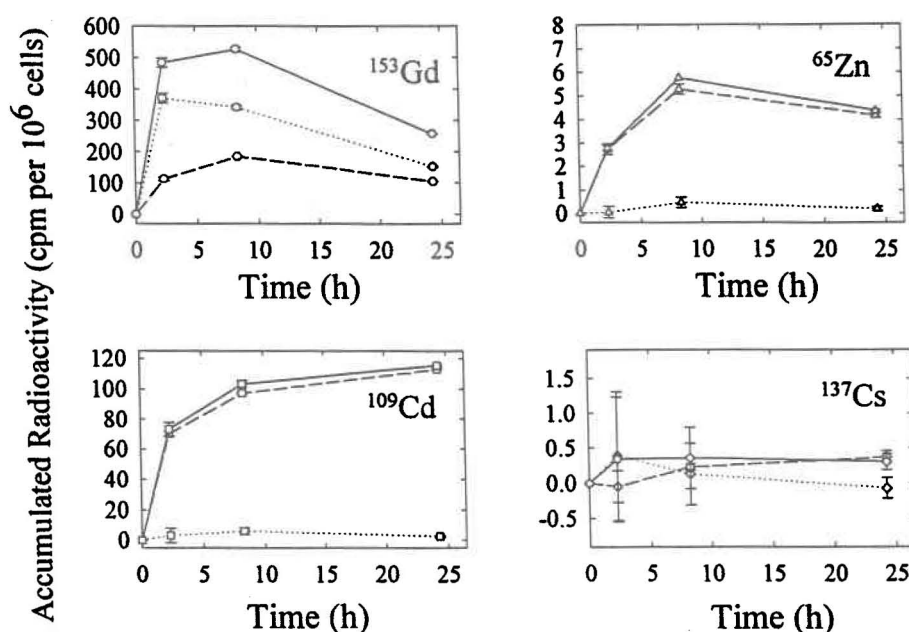 Accumulated Radioactivity (cpm per 10⁶ cells)
600
500
400
300
200
100
0
¹⁵³Gd
0 5 10 15 20 25
Time (h)
8
7
6
5
4
3
2
1
0
⁶⁵Zn
0 5 10 15 20 25
Time (h)
120
100
80
60
40
20
0
¹⁰⁹Cd
0 5 10 15 20 25
Time (h)
1.5
1.0
0.5
0.0
-0.5
¹³⁷Cs
0 5 10 15 20 25
Time (h)